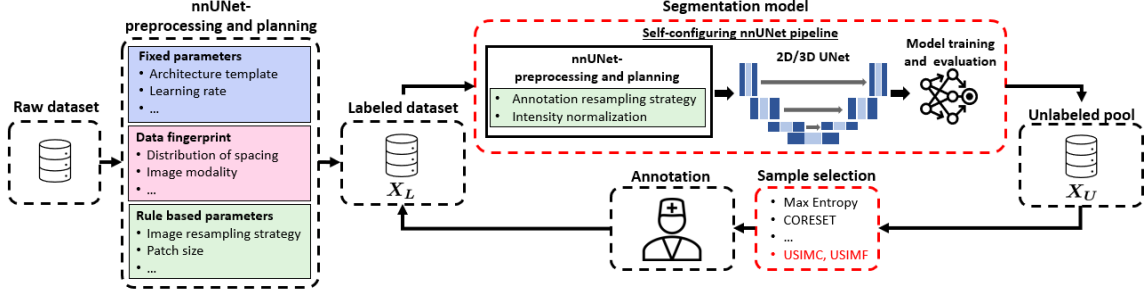 nnUNet-
preprocessing and planning
Fixed parameters
• Architecture template
• Learning rate
• ...
Data fingerprint
• Distribution of spacing
• Image modality
• ...
Rule based parameters
• Image resampling strategy
• Patch size
• ...
Raw dataset
Labeled dataset
X_L
Segmentation model
Self-configuring nnUNet pipeline
nnUNet-
preprocessing and planning
• Annotation resampling strategy
• Intensity normalization
2D/3D UNet
Model training
and evaluation
Unlabeled pool
X_U
Sample selection
• Max Entropy
• CORESET
• ...
• USIMC, USIMF
Annotation